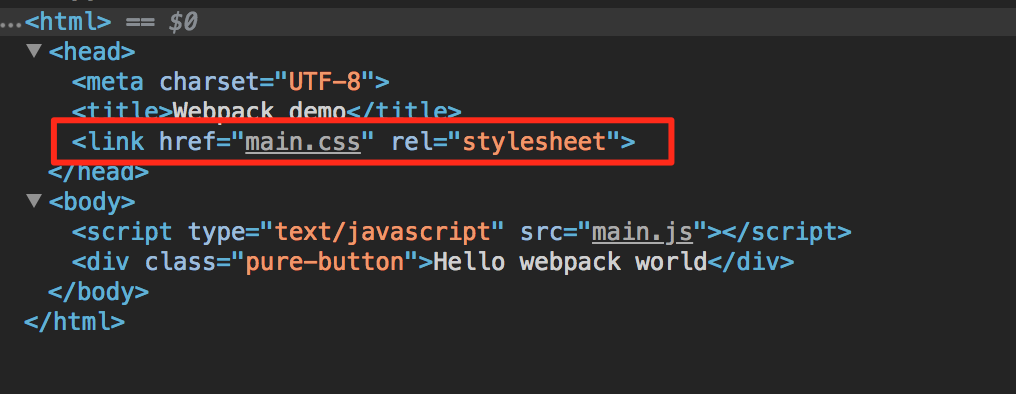 …<html> == $0
▼<head>
<meta charset="UTF-8">
<title>Webpack demo</title>
<link href="main.css" rel="stylesheet">
</head>
▼<body>
<script type="text/javascript" src="main.js"></script>
<div class="pure-button">Hello webpack world</div>
</body>
</html>